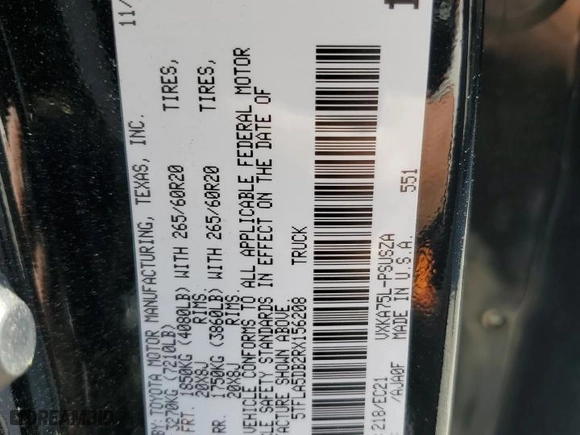 11/
BY: TOYOTA MOTOR MANUFACTURING, TEXAS, INC.
3270KG (7210LB)
FRT. 1850KG (4080LB) WITH 265/60R20 TIRES,
20X8J RIMS.
RR. 1750KG (3860LB) WITH 265/60R20 TIRES,
20X8J RIMS.
VEHICLE CONFORMS TO ALL APPLICABLE FEDERAL MOTOR
SAFETY STANDARDS IN EFFECT ON THE DATE OF
FACTURE SHOWN ABOVE.
5TFLA5DB2RX156208 TRUCK
218/EC21 VXKA75L-PSUSZA
/AJA0F MADE IN U.S.A. 551